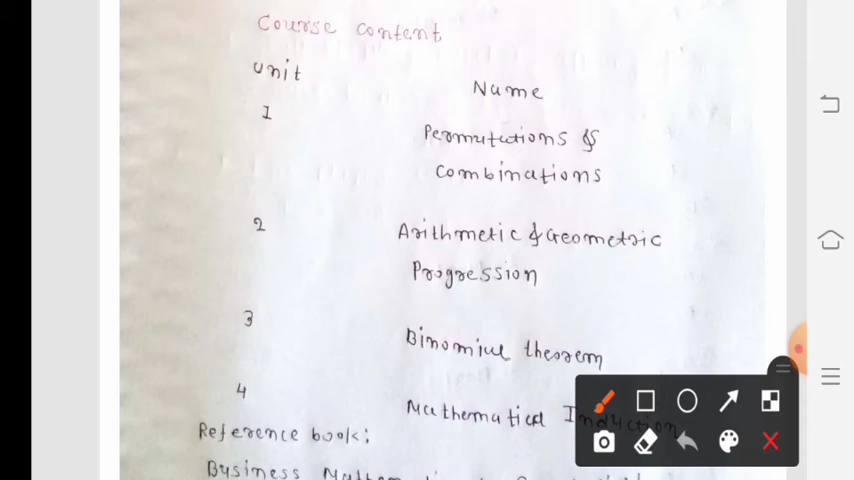 Course content
Unit
Name
1
Permutations &
Combinations
2
Arithmetic & Geometric
Progression
3
Binomial theorem
4
Mathematical Induction
Reference book:
Business